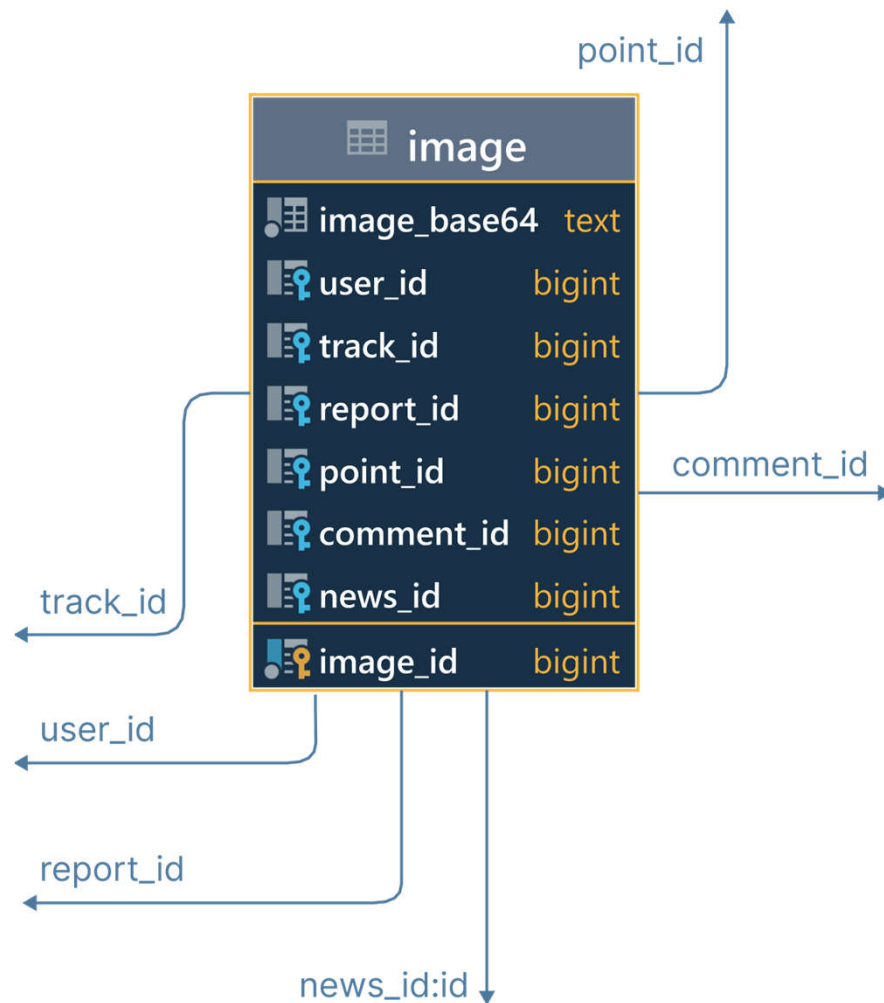 point_id
image
image_base64 text
user_id bigint
track_id bigint
report_id bigint
point_id bigint
comment_id
comment_id bigint
news_id bigint
track_id
image_id bigint
user_id
report_id
news_id:id